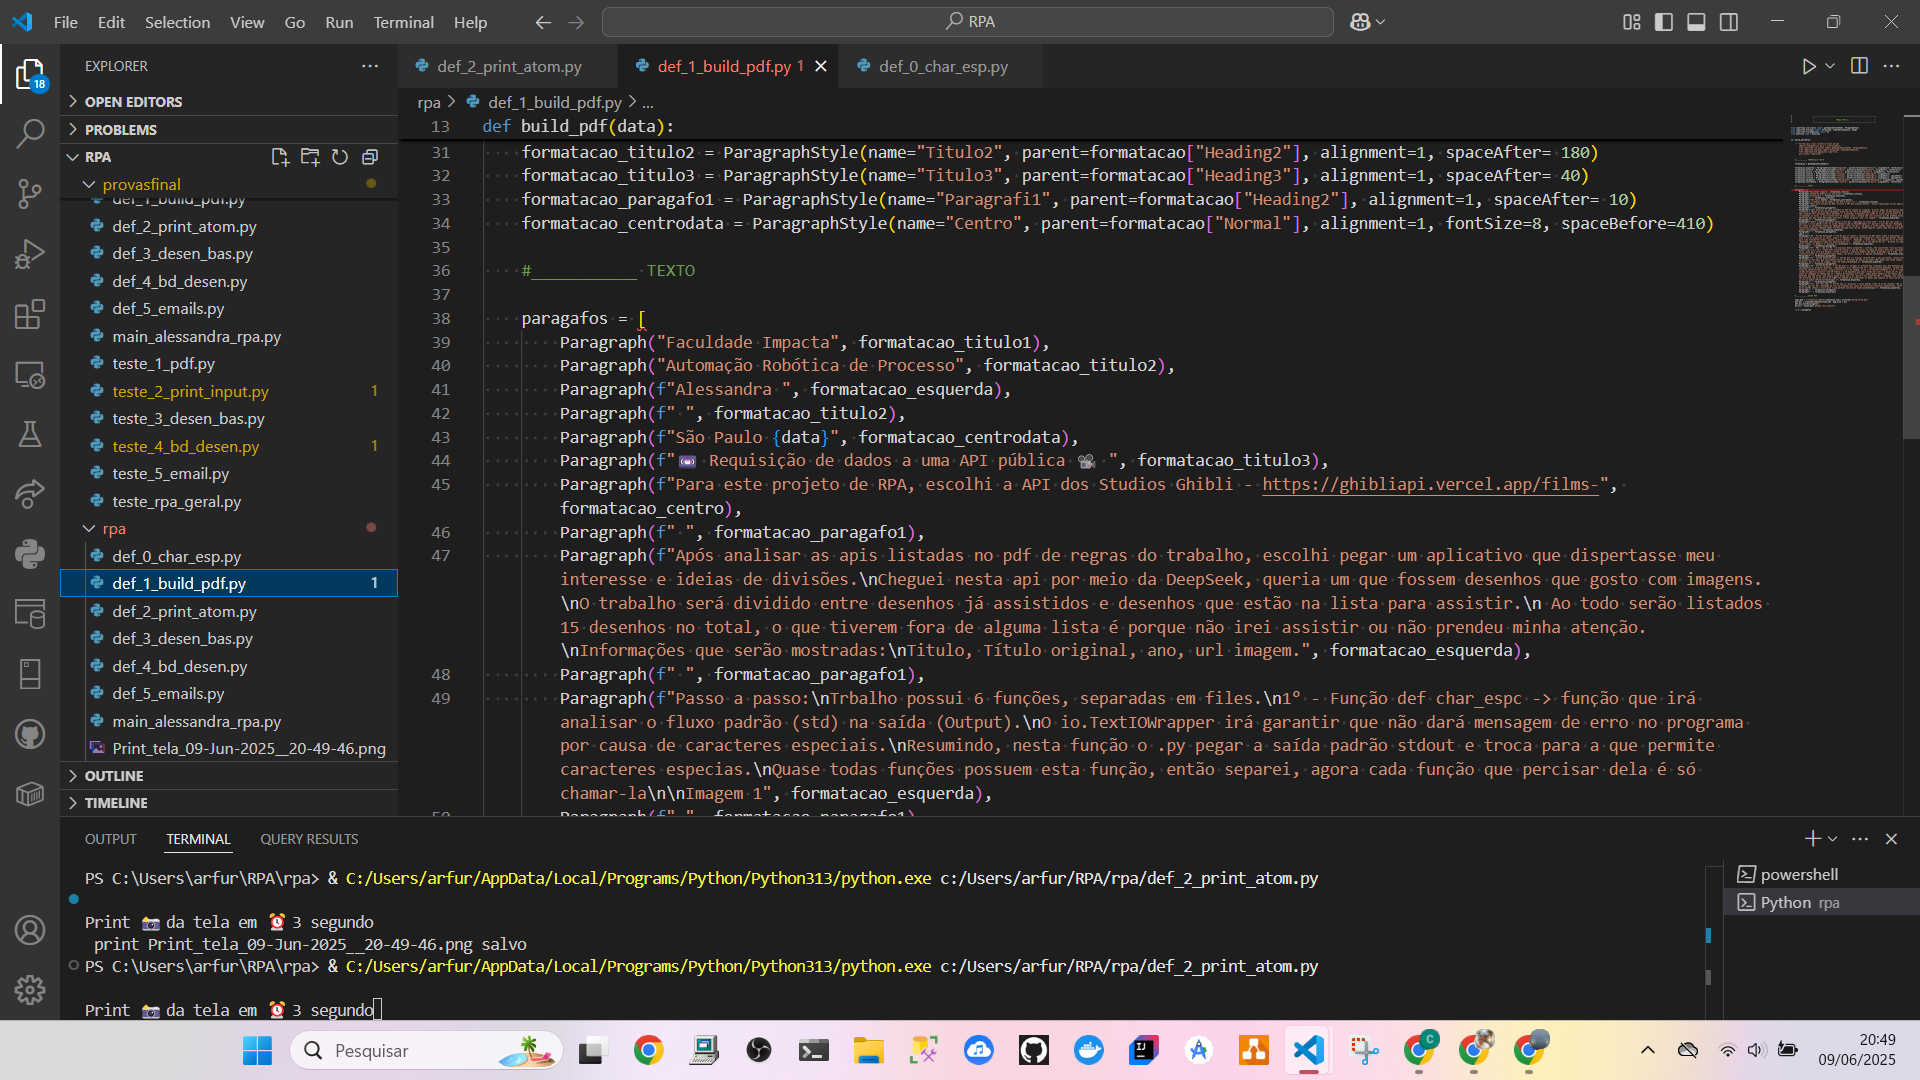 File Edit Selection View Go Run Terminal Help
RPA
EXPLORER
18
OPEN EDITORS
PROBLEMS
RPA
provasfinal
def_1_build_pdf.py
def_2_print_atom.py
def_3_desen_bas.py
def_4_bd_desen.py
def_5_emails.py
main_alessandra_rpa.py
teste_1_pdf.py
teste_2_print_input.py 1
teste_3_desen_bas.py
teste_4_bd_desen.py 1
teste_5_email.py
teste_rpa_geral.py
rpa
def_0_char_esp.py
def_1_build_pdf.py 1
def_2_print_atom.py
def_3_desen_bas.py
def_4_bd_desen.py
def_5_emails.py
main_alessandra_rpa.py
Print_tela_09-Jun-2025__20-49-46.png
OUTLINE
TIMELINE
def_2_print_atom.py def_1_build_pdf.py 1 def_0_char_esp.py
rpa > def_1_build_pdf.py > ...
13 def build_pdf(data):
31 formatacao_titulo2 = ParagraphStyle(name="Titulo2", parent=formatacao["Heading2"], alignment=1, spaceAfter= 180)
32 formatacao_titulo3 = ParagraphStyle(name="Titulo3", parent=formatacao["Heading3"], alignment=1, spaceAfter= 40)
33 formatacao_paragafo1 = ParagraphStyle(name="Paragrafi1", parent=formatacao["Heading2"], alignment=1, spaceAfter= 10)
34 formatacao_centrodata = ParagraphStyle(name="Centro", parent=formatacao["Normal"], alignment=1, fontSize=8, spaceBefore=410)
35
36 #___________ TEXTO
37
38 paragafos = [
39 Paragraph("Faculdade Impacta", formatacao_titulo1),
40 Paragraph("Automação Robótica de Processo", formatacao_titulo2),
41 Paragraph(f"Alessandra ", formatacao_esquerda),
42 Paragraph(f" ", formatacao_titulo2),
43 Paragraph(f"São Paulo {data}", formatacao_centrodata),
44 Paragraph(f"📼 Requisição de dados a uma API pública 📽 ", formatacao_titulo3),
45 Paragraph(f"Para este projeto de RPA, escolhi a API dos Studios Ghibli - https://ghibliapi.vercel.app/films-",
formatacao_centro),
46 Paragraph(f" ", formatacao_paragafo1),
47 Paragraph(f"Após analisar as apis listadas no pdf de regras do trabalho, escolhi pegar um aplicativo que dispertasse meu
interesse e ideias de divisões.\nCheguei nesta api por meio da DeepSeek, queria um que fossem desenhos que gosto com imagens.
\nO trabalho será dividido entre desenhos já assistidos e desenhos que estão na lista para assistir.\n Ao todo serão listados
15 desenhos no total, o que tiverem fora de alguma lista é porque não irei assistir ou não prendeu minha atenção.
\nInformações que serão mostradas:\nTitulo, Título original, ano, url imagem.", formatacao_esquerda),
48 Paragraph(f" ", formatacao_paragafo1),
49 Paragraph(f"Passo a passo:\nTrbalho possui 6 funções, separadas em files.\n1º - Função def char_espc -> função que irá
analisar o fluxo padrão (std) na saída (Output).\nO io.TextIOWrapper irá garantir que não dará mensagem de erro no programa
por causa de caracteres especiais.\nResumindo, nesta função o .py pegar a saída padrão stdout e troca para a que permite
caracteres especias.\nQuase todas funções possuem esta função, então separei, agora cada função que percisar dela é só
chamar-la\n\nImagem 1", formatacao_esquerda),
50 Paragraph(f" ", formatacao_paragafo1)
OUTPUT TERMINAL QUERY RESULTS
PS C:\Users\arfur\RPA\rpa> & C:/Users/arfur/AppData/Local/Programs/Python/Python313/python.exe c:/Users/arfur/RPA/rpa/def_2_print_atom.py
Print 📸 da tela em ⏰ 3 segundo
print Print_tela_09-Jun-2025__20-49-46.png salvo
PS C:\Users\arfur\RPA\rpa> & C:/Users/arfur/AppData/Local/Programs/Python/Python313/python.exe c:/Users/arfur/RPA/rpa/def_2_print_atom.py
Print 📸 da tela em ⏰ 3 segundo
powershell
Python rpa
Pesquisar
20:49
09/06/2025